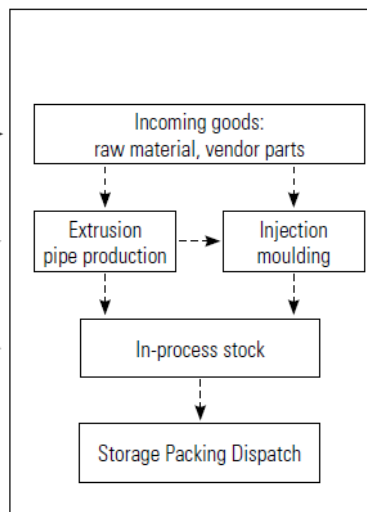 Incoming goods:
raw material, vendor parts
Extrusion
pipe production
Injection
moulding
In-process stock
Storage Packing Dispatch